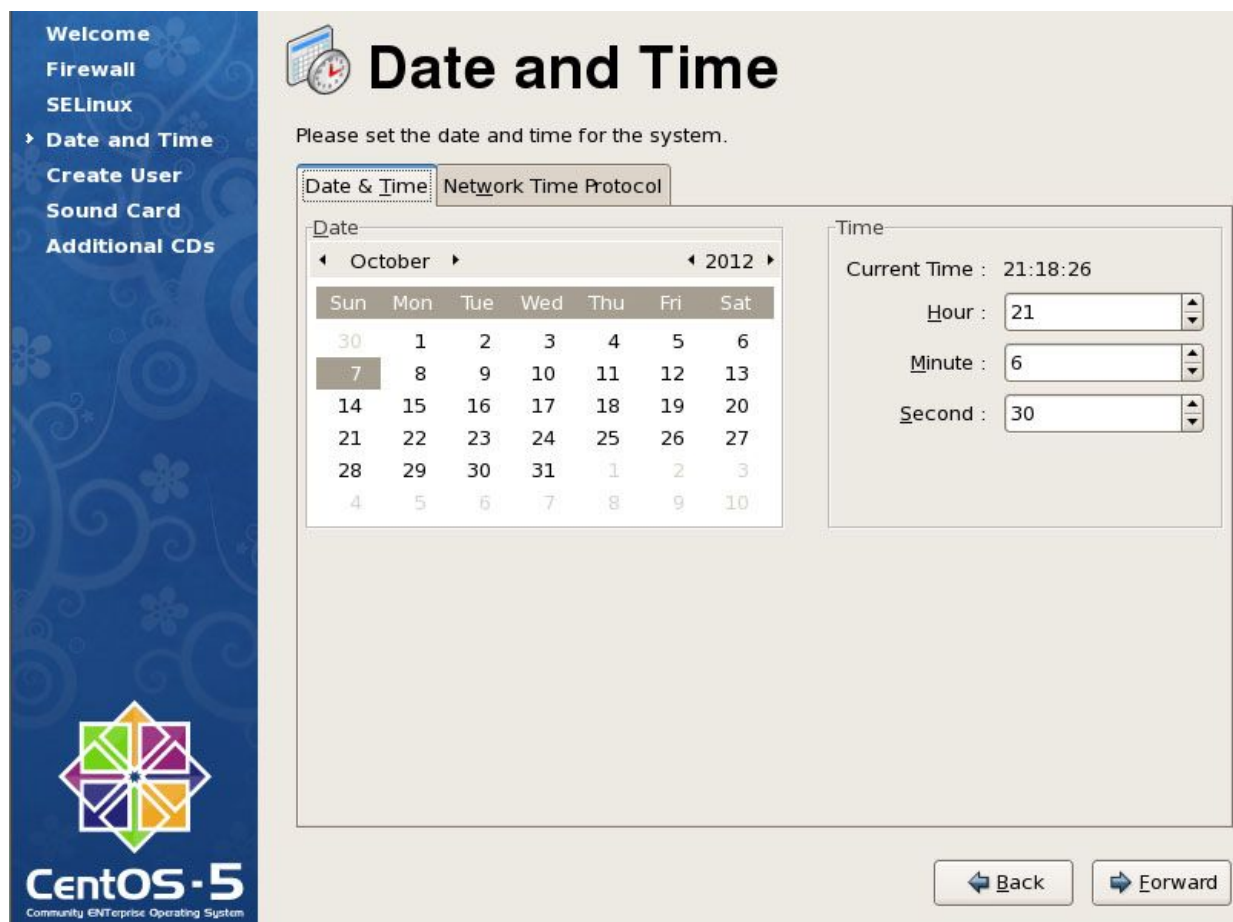 Welcome
Firewall
SELinux
Date and Time
Create User
Sound Card
Additional CDs
CentOS-5
Community ENTerprise Operating System
Date and Time
Please set the date and time for the system.
Date & Time
Network Time Protocol
Date
October 2012
Sun Mon Tue Wed Thu Fri Sat
30 1 2 3 4 5 6
7 8 9 10 11 12 13
14 15 16 17 18 19 20
21 22 23 24 25 26 27
28 29 30 31 1 2 3
4 5 6 7 8 9 10
Time
Current Time : 21:18:26
Hour : 21
Minute : 6
Second : 30
Back
Forward